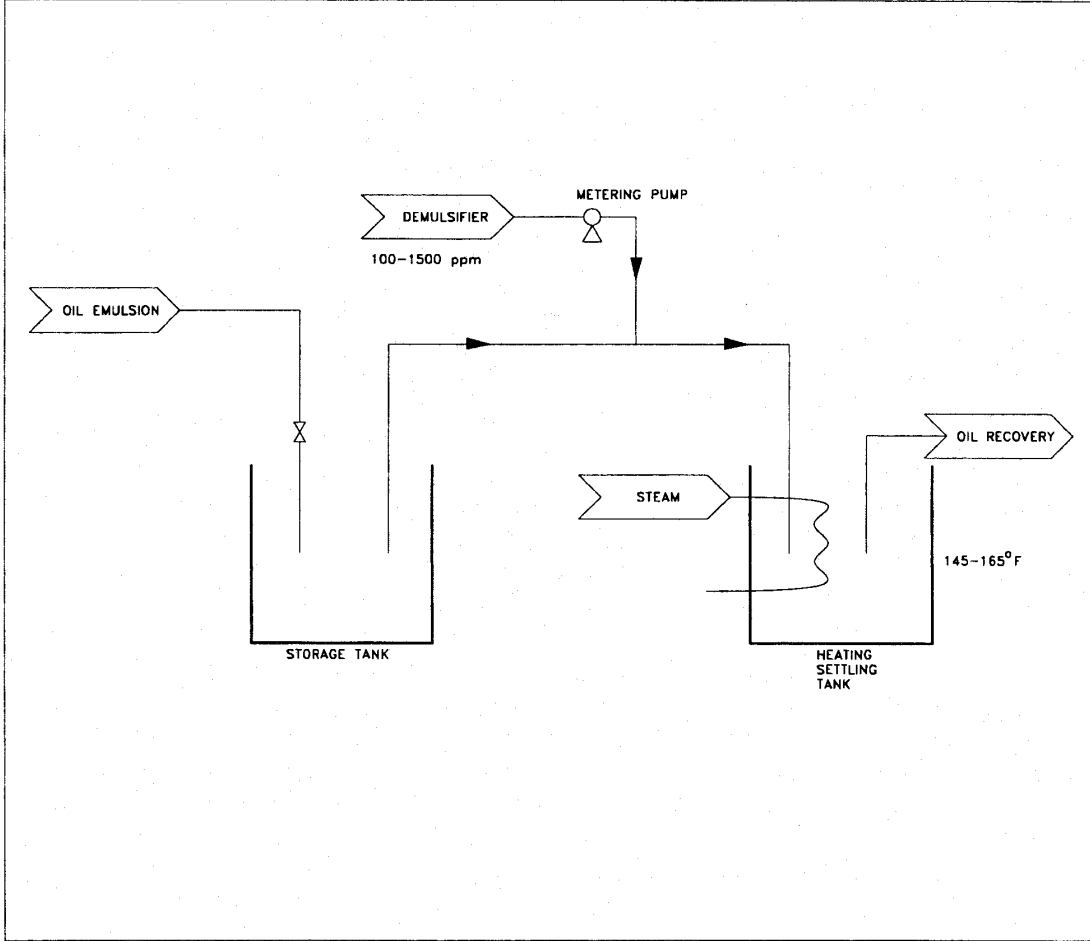 METERING PUMP
DEMULSIFIER
100-1500 ppm
OIL EMULSION
OIL RECOVERY
STEAM
145-165°F
STORAGE TANK
HEATING
SETTLING
TANK